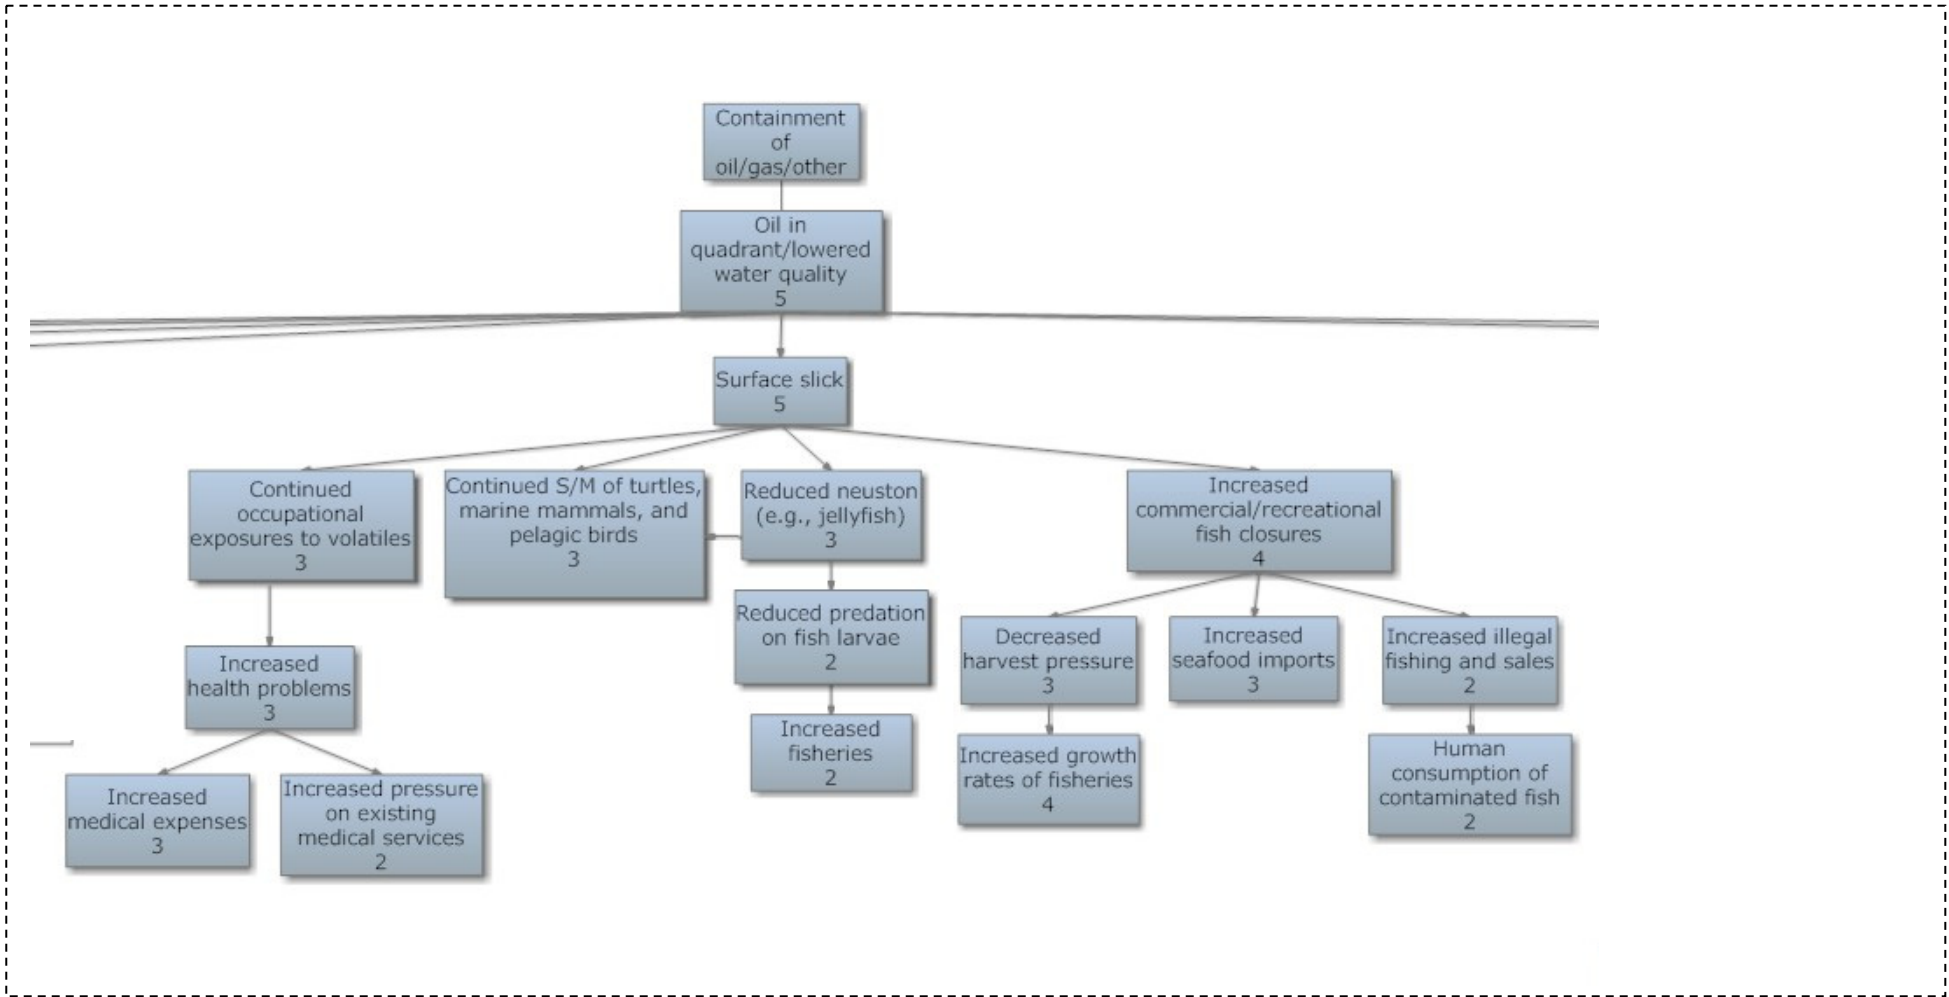 Containment
of
oil/gas/other
Oil in
quadrant/lowered
water quality
5
Surface slick
5
Continued
occupational
exposures to volatiles
3
Continued S/M of turtles,
marine mammals, and
pelagic birds
3
Reduced neuston
(e.g., jellyfish)
3
Increased
commercial/recreational
fish closures
4
Reduced predation
on fish larvae
2
Decreased
harvest pressure
3
Increased
seafood imports
3
Increased illegal
fishing and sales
2
Increased
health problems
3
Increased
fisheries
2
Increased growth
rates of fisheries
4
Human
consumption of
contaminated fish
2
Increased
medical expenses
3
Increased pressure
on existing
medical services
2